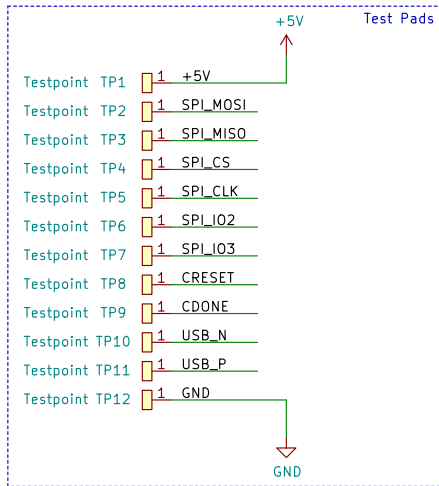 Test Pads
+5V
Testpoint TP1 1 +5V
Testpoint TP2 1 SPI_MOSI
Testpoint TP3 1 SPI_MISO
Testpoint TP4 1 SPI_CS
Testpoint TP5 1 SPI_CLK
Testpoint TP6 1 SPI_IO2
Testpoint TP7 1 SPI_IO3
Testpoint TP8 1 CRESET
Testpoint TP9 1 CDONE
Testpoint TP10 1 USB_N
Testpoint TP11 1 USB_P
Testpoint TP12 1 GND
GND